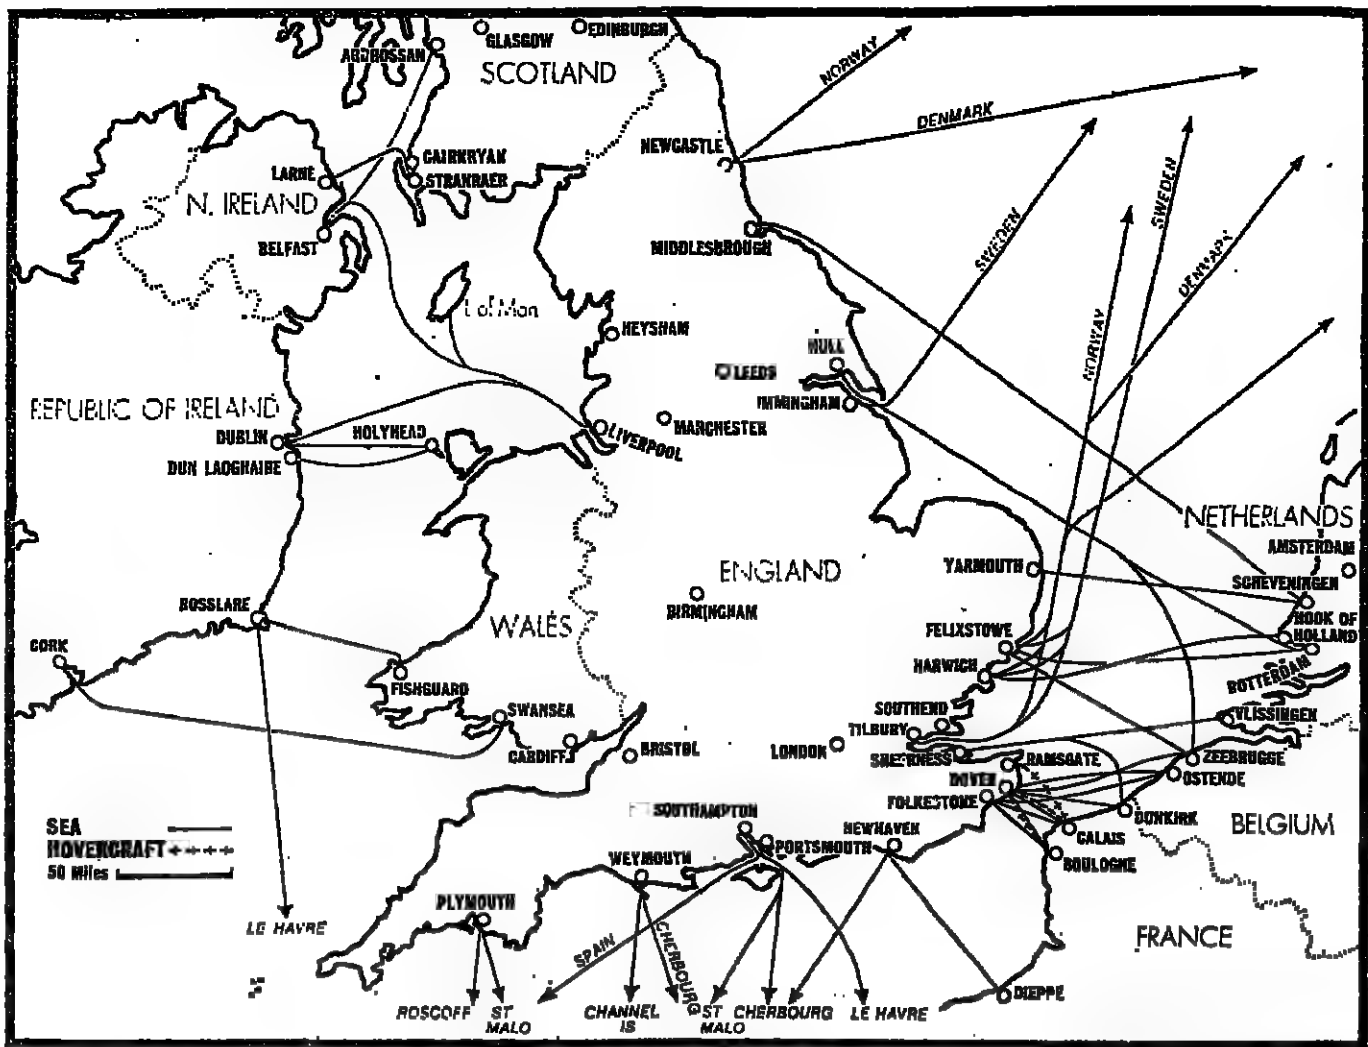 GLASGOW
EDINBURGH
ARDROSSAN
SCOTLAND
NORWAY
DENMARK
NEWCASTLE
CAIRNRYAN
LARNE
STRANRAER
N. IRELAND
SWEDEN
SWEDEN
BELFAST
MIDDLESBROUGH
DENMARK
I of Man
HEYSHAM
NORWAY
HULL
LEEDS
REPUBLIC OF IRELAND
IMMINGHAM
DUBLIN
HOLYHEAD
LIVERPOOL
MARCHESTER
DUN LAOGHAIRE
NETHERLANDS
AMSTERDAM
ENGLAND
YARMOUTH
SCHEVENINGEN
ROSSLARE
BIRMINGHAM
HOOK OF
HOLLAND
WALES
FELIXSTOWE
CORK
HARWICH
FISHGUARD
ROTTERDAM
SWANSEA
SOUTHEND
VLISSINGEN
TILBURY
CARDIFF
BRISTOL
LONDON
SHEERNESS
RAMSGATE
ZEEBRUGGE
OSTENDE
DOVER
FOLKESTONE
SOUTHAMPTON
DUNKIRK
BELGIUM
SEA
NEWHAVEN
CALAIS
HOVERCRAFT
PORTSMOUTH
50 Miles
WEYMOUTH
BOULOGNE
PLYMOUTH
LE HAVRE
SPAIN
CHERBOURG
FRANCE
DIEPPE
ROSCOFF
ST
MALO
CHANNEL
IS
ST
MALO
CHERBOURG
LE HAVRE